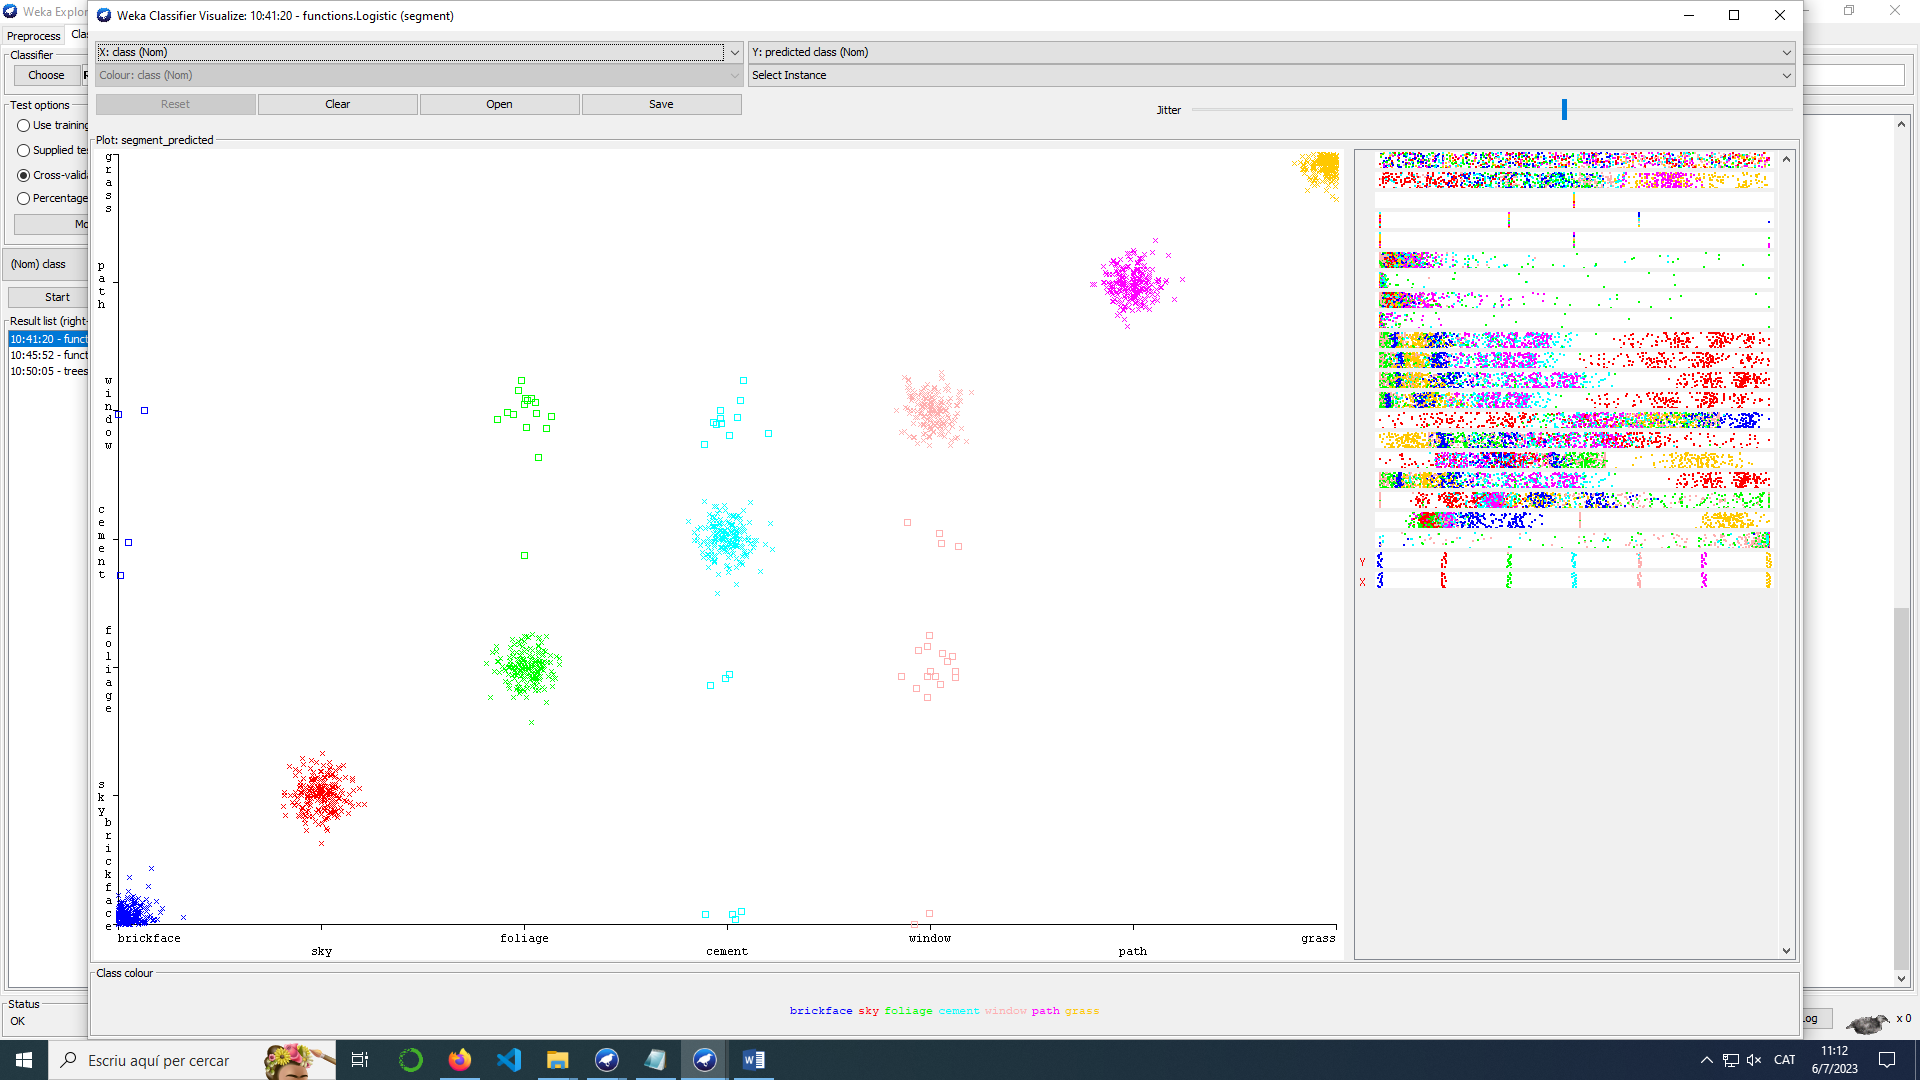 Weka Explor
Weka Classifier Visualize: 10:41:20 - functions.Logistic (segment)
Preprocess
Clas
Classifier
Choose
Test options
Use training
Supplied te
Cross-valida
Percentage
Mo
(Nom) class
Start
Result list (right-
10:41:20 - funct
10:45:52 - funct
10:50:05 - trees
Status
OK
X: class (Nom)
Y: predicted class (Nom)
Colour: class (Nom)
Select Instance
Reset
Clear
Open
Save
Jitter
Plot: segment_predicted
grass
path
window
cement
foliage
sky
brickface
brickface
sky
foliage
cement
window
path
grass
Y
X
Class colour
brickface sky foliage cement window path grass
og
x 0
Escriu aquí per cercar
CAT
11:12
6/7/2023